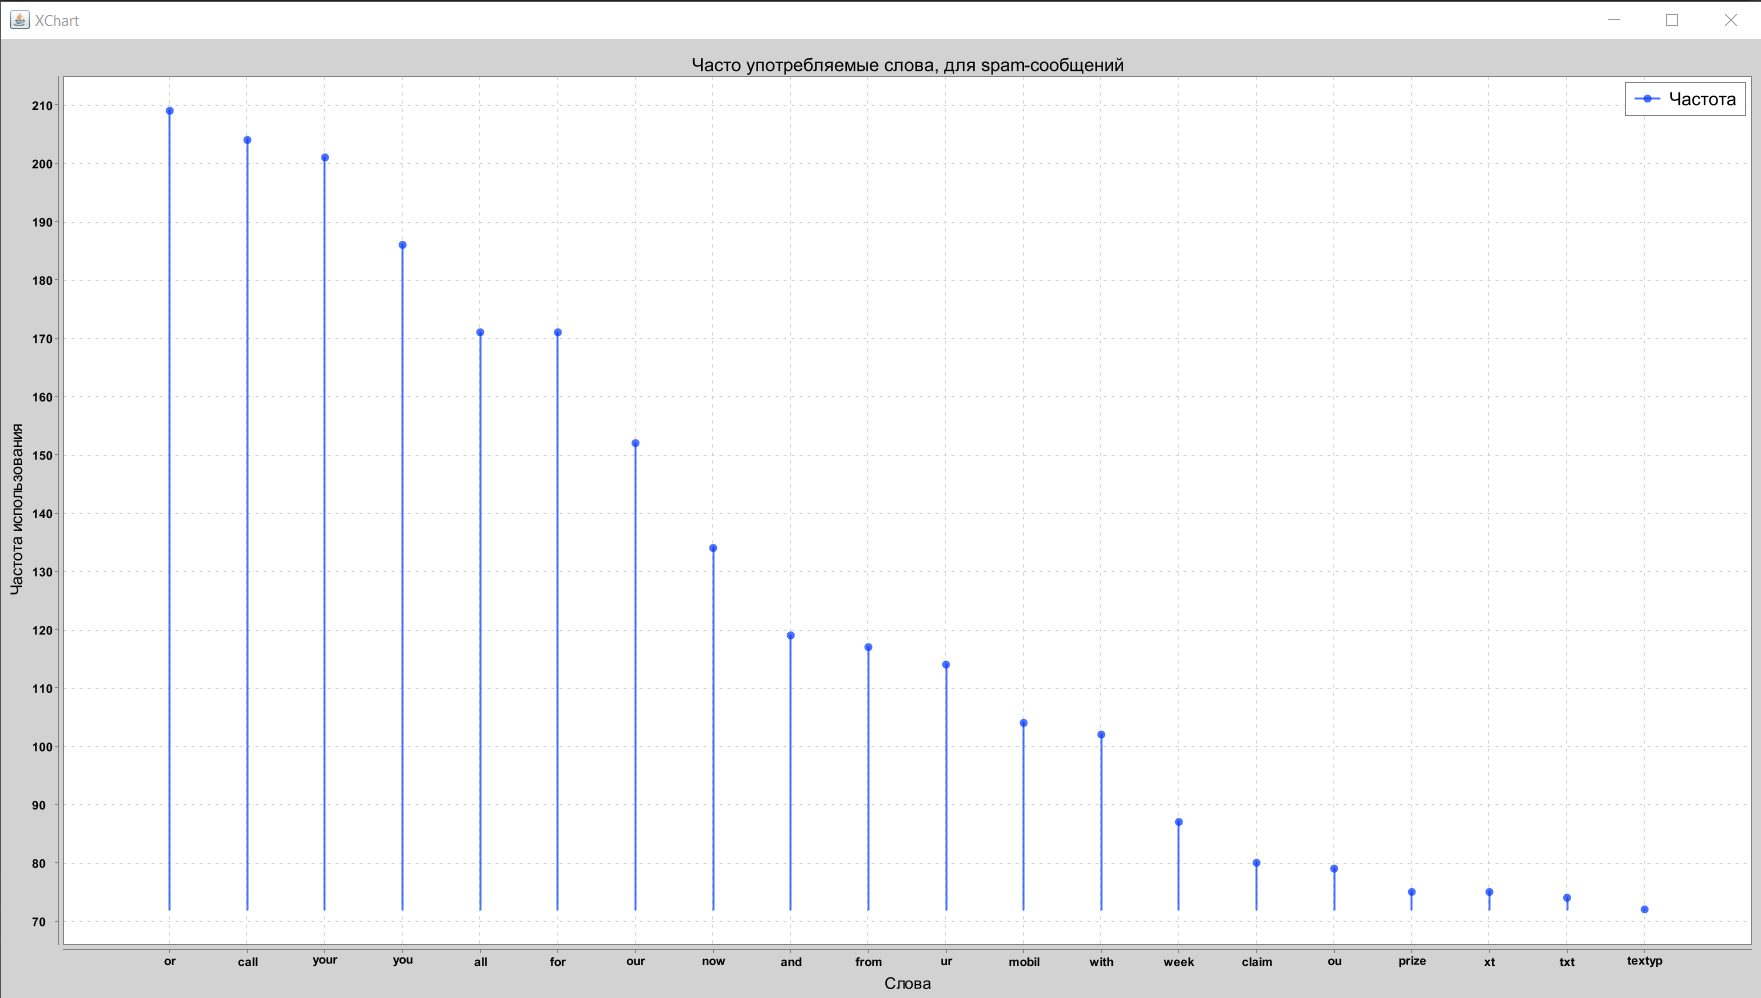 XChart
Часто употребляемые слова, для spam-сообщений
Частота
210
200
190
180
170
160
150
140
130
120
110
100
90
80
70
Частота использования
or call your you all for our now and from ur mobil with week claim ou prize xt txt textyp
Слова